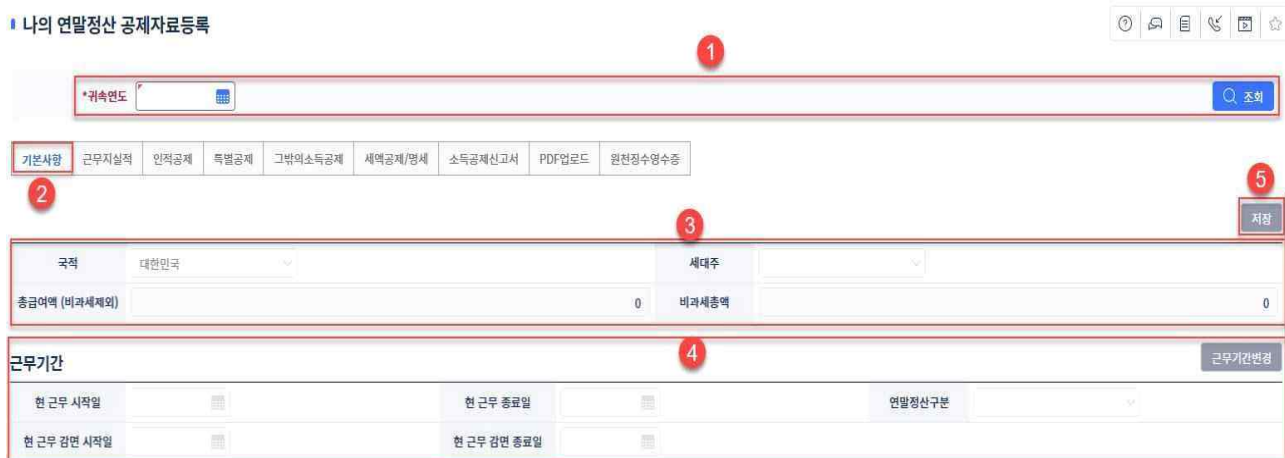 나의 연말정산 공제자료등록
1
*귀속연도 조회
기본사항 근무지실적 인적공제 특별공제 그밖의소득공제 세액공제/명세 소득공제신고서 PDF업로드 원천징수영수증
2
5
저장
3
국적 대한민국 세대주
총급여액 (비과세제외) 0 비과세총액 0
4
근무기간 근무기간변경
현 근무 시작일 현 근무 종료일 연말정산구분
현 근무 감면 시작일 현 근무 감면 종료일